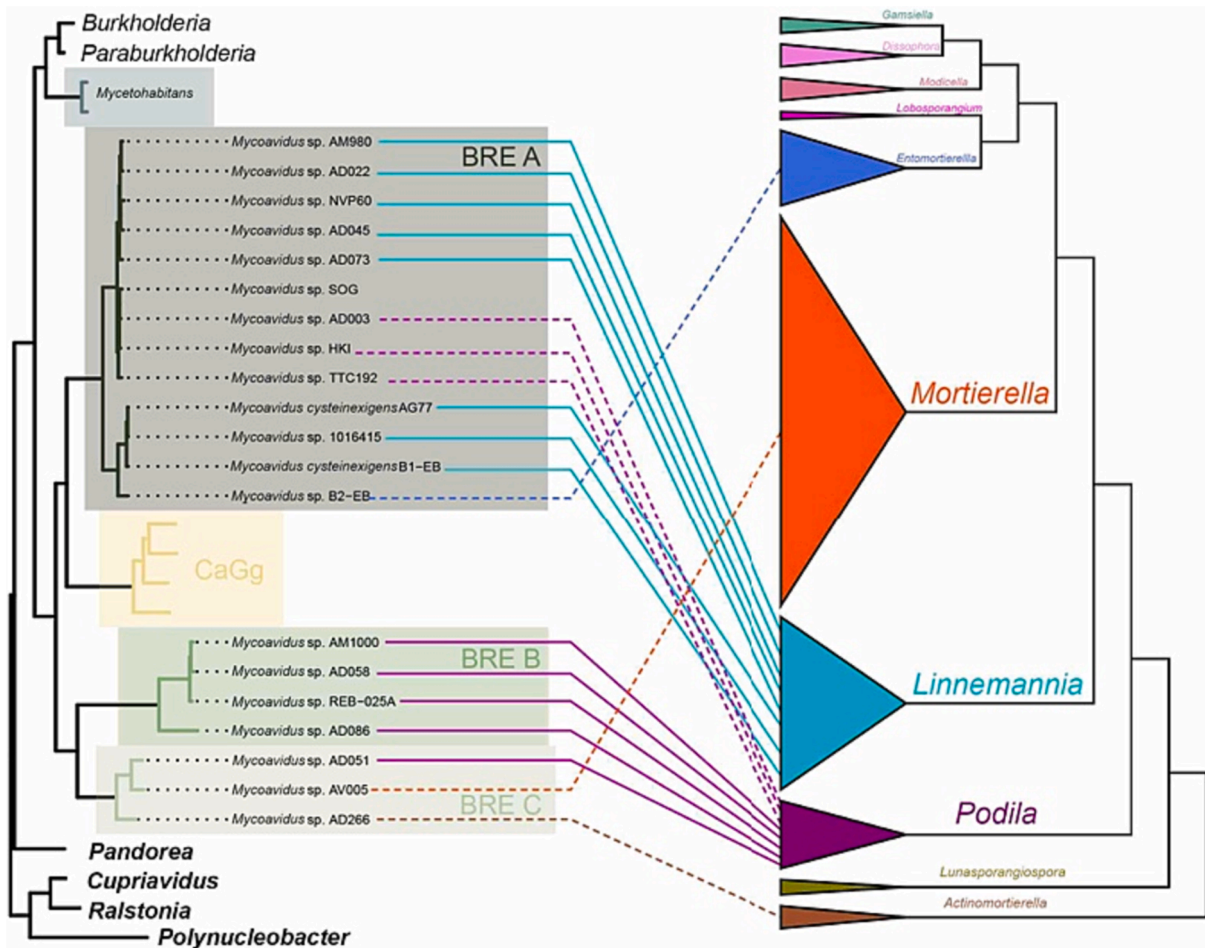 Burkholderia
Paraburkholderia
Mycetohabitans
BRE A
Mycoavidus sp. AM980
Mycoavidus sp. AD022
Mycoavidus sp. NVP60
Mycoavidus sp. AD045
Mycoavidus sp. AD073
Mycoavidus sp. SOG
Mycoavidus sp. AD003
Mycoavidus sp. HKI
Mycoavidus sp. TTC192
Mycoavidus cysteinexigens AG77
Mycoavidus sp. 1016415
Mycoavidus cysteinexigens B1-EB
Mycoavidus sp. B2-EB
CaGg
BRE B
Mycoavidus sp. AM1000
Mycoavidus sp. AD058
Mycoavidus sp. REB-025A
Mycoavidus sp. AD086
Mycoavidus sp. AD051
Mycoavidus sp. AV005
BRE C
Mycoavidus sp. AD266
Pandorea
Cupriavidus
Ralstonia
Polynucleobacter
Gamsiella
Dissophora
Modicella
Lobosporangium
Entomortierella
Mortierella
Linnemannia
Podila
Lunasporangiospora
Actinomortierella